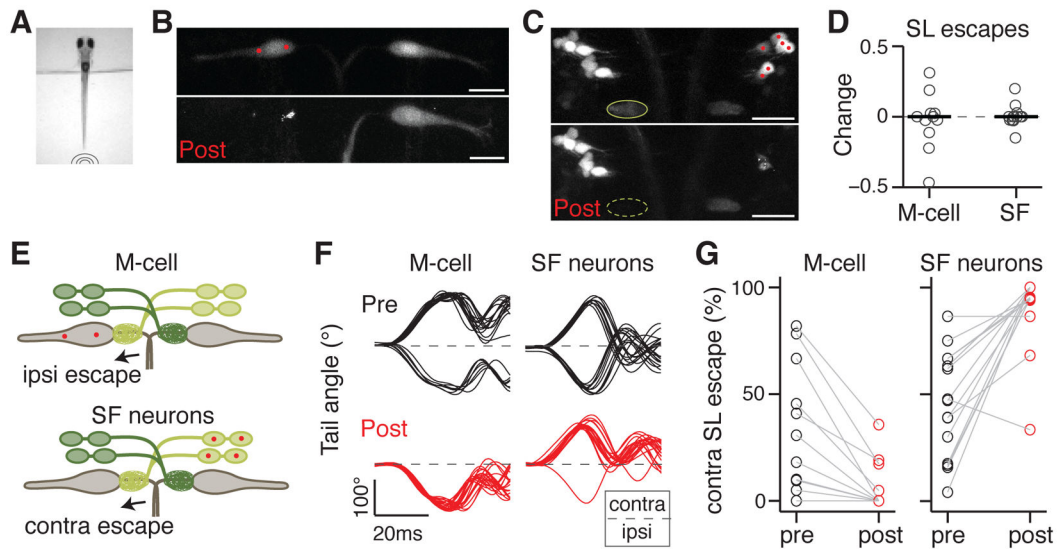 A
B
Post
C
Post
D
SL escapes
Change
0.5
0
−0.5
M-cell
SF
E
M-cell
ipsi escape
SF neurons
contra escape
F
M-cell
SF neurons
Pre
Tail angle (°)
Post
100°
20ms
contra
ipsi
G
M-cell
SF neurons
contra SL escape (%)
100
50
0
pre
post
pre
post